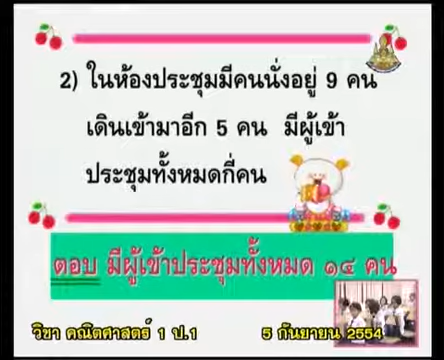 2) ในห้องประชุมมีคนนั่งอยู่ 9 คน
เดินเข้ามาอีก 5 คน มีผู้เข้า
ประชุมทั้งหมดกี่คน
ตอบ มีผู้เข้าประชุมทั้งหมด ๑๔ คน
วิชา คณิตศาสตร์ 1 ป.1 5 กันยายน 2554